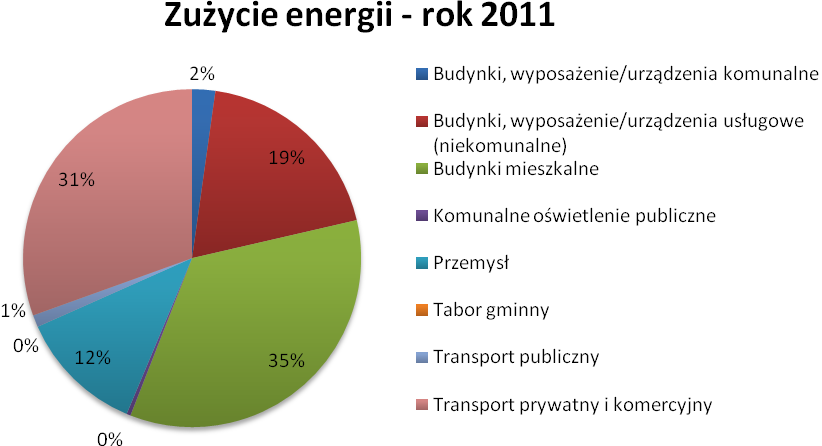 Zużycie energii - rok 2011
2%
19%
31%
1%
0%
12%
35%
0%
Budynki, wyposażenie/urządzenia komunalne
Budynki, wyposażenie/urządzenia usługowe
(niekomunalne)
Budynki mieszkalne
Komunalne oświetlenie publiczne
Przemysł
Tabor gminny
Transport publiczny
Transport prywatny i komercyjny